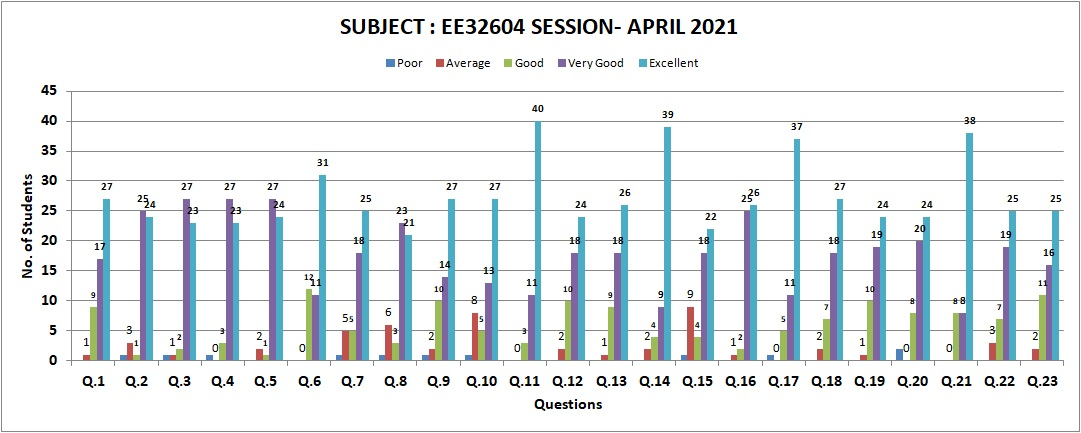 SUBJECT : EE32604 SESSION- APRIL 2021
Poor Average Good Very Good Excellent
No. of Students
45
40
35
30
25
20
15
10
5
0
1 9 17 27
3 1 25 24
1 2 27 23
0 3 27 23
2 1 27 24
0 12 11 31
5 5 18 25
6 3 23 21
2 10 14 27
8 5 13 27
0 3 11 40
2 10 18 24
1 9 18 26
2 4 9 39
9 4 18 22
1 2 25 26
0 5 11 37
2 7 18 27
1 10 19 24
0 8 20 24
0 8 8 38
3 7 19 25
2 11 16 25
Q.1 Q.2 Q.3 Q.4 Q.5 Q.6 Q.7 Q.8 Q.9 Q.10 Q.11 Q.12 Q.13 Q.14 Q.15 Q.16 Q.17 Q.18 Q.19 Q.20 Q.21 Q.22 Q.23
Questions